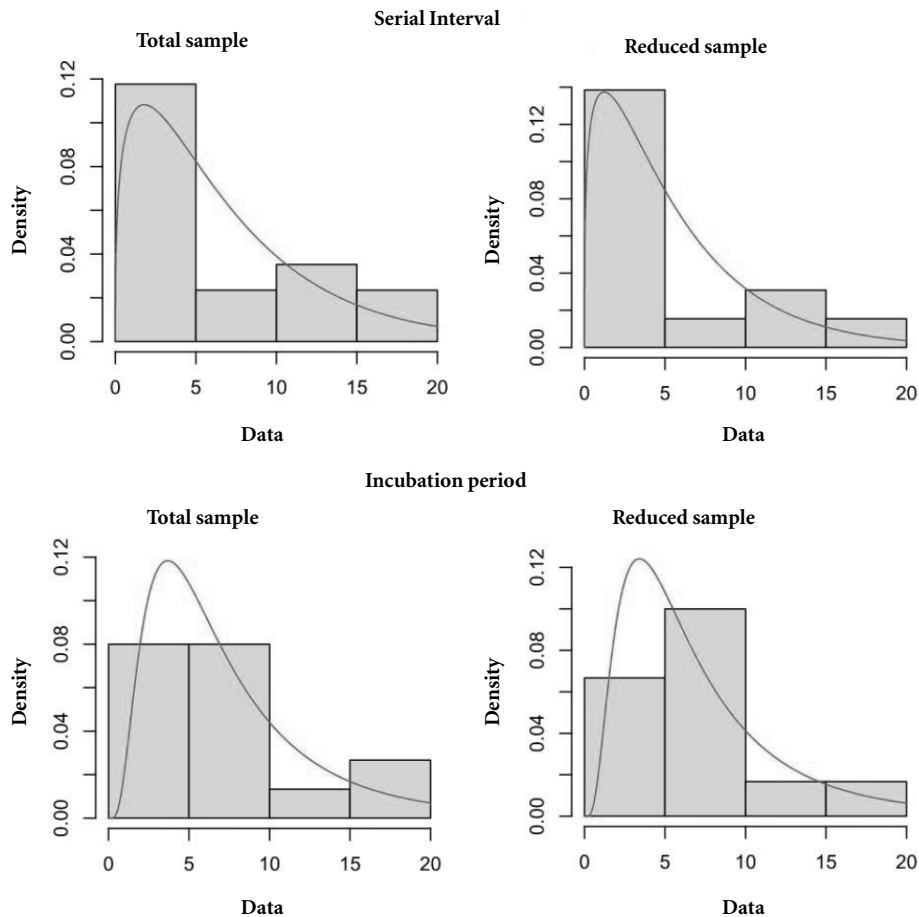 Serial Interval
Total sample
Reduced sample
Density
0.00 0.04 0.08 0.12
0 5 10 15 20
Data
Density
0.00 0.04 0.08 0.12
0 5 10 15 20
Data
Incubation period
Total sample
Reduced sample
Density
0.00 0.04 0.08 0.12
0 5 10 15 20
Data
Density
0.00 0.04 0.08 0.12
0 5 10 15 20
Data